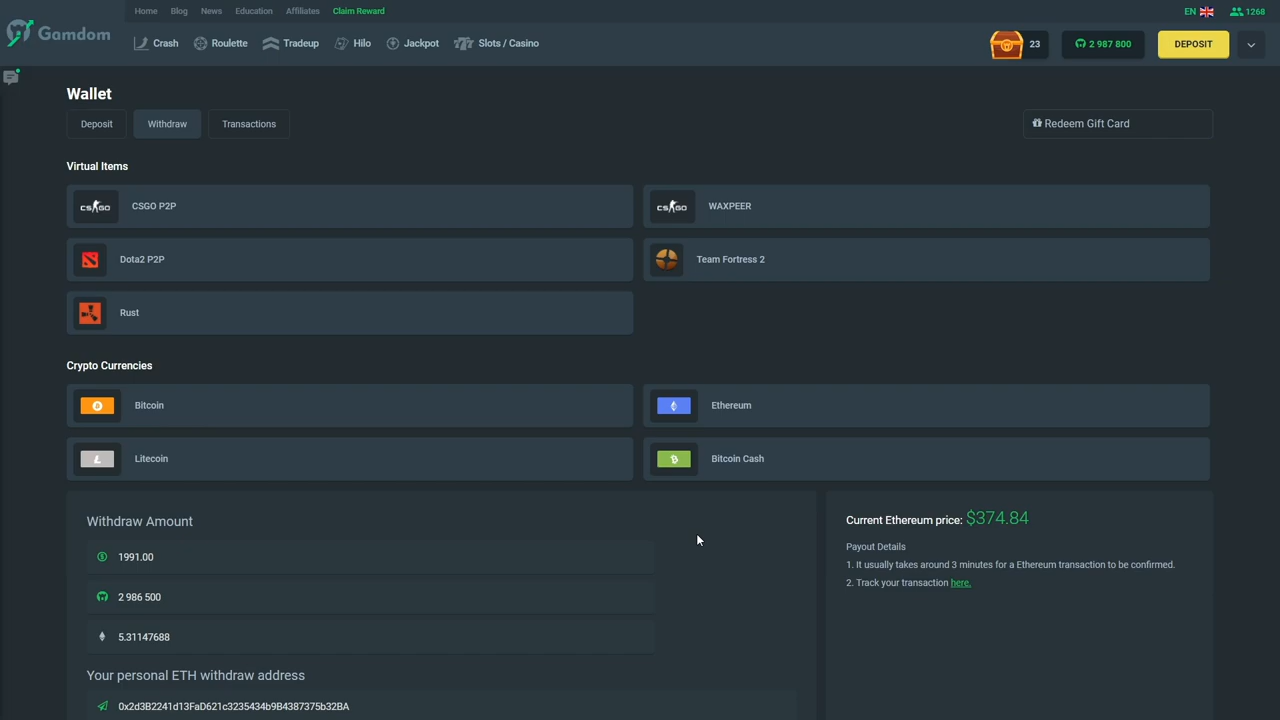 Home Blog News Education Affiliates Claim Reward EN 1268
Gamdom Crash Roulette Tradeup Hilo Jackpot Slots / Casino 23 2 987 800 DEPOSIT
Wallet
Deposit Withdraw Transactions Redeem Gift Card
Virtual Items
CSGO CSGO P2P CSGO WAXPEER
Dota2 P2P Team Fortress 2
Rust
Crypto Currencies
Bitcoin Ethereum
Litecoin Bitcoin Cash
Withdraw Amount
1991.00
2 986 500
5.31147688
Your personal ETH withdraw address
0x2d3B2241d13FaD621c3235434b9B4387375b32BA
Current Ethereum price: $374.84
Payout Details
1. It usually takes around 3 minutes for a Ethereum transaction to be confirmed.
2. Track your transaction here.